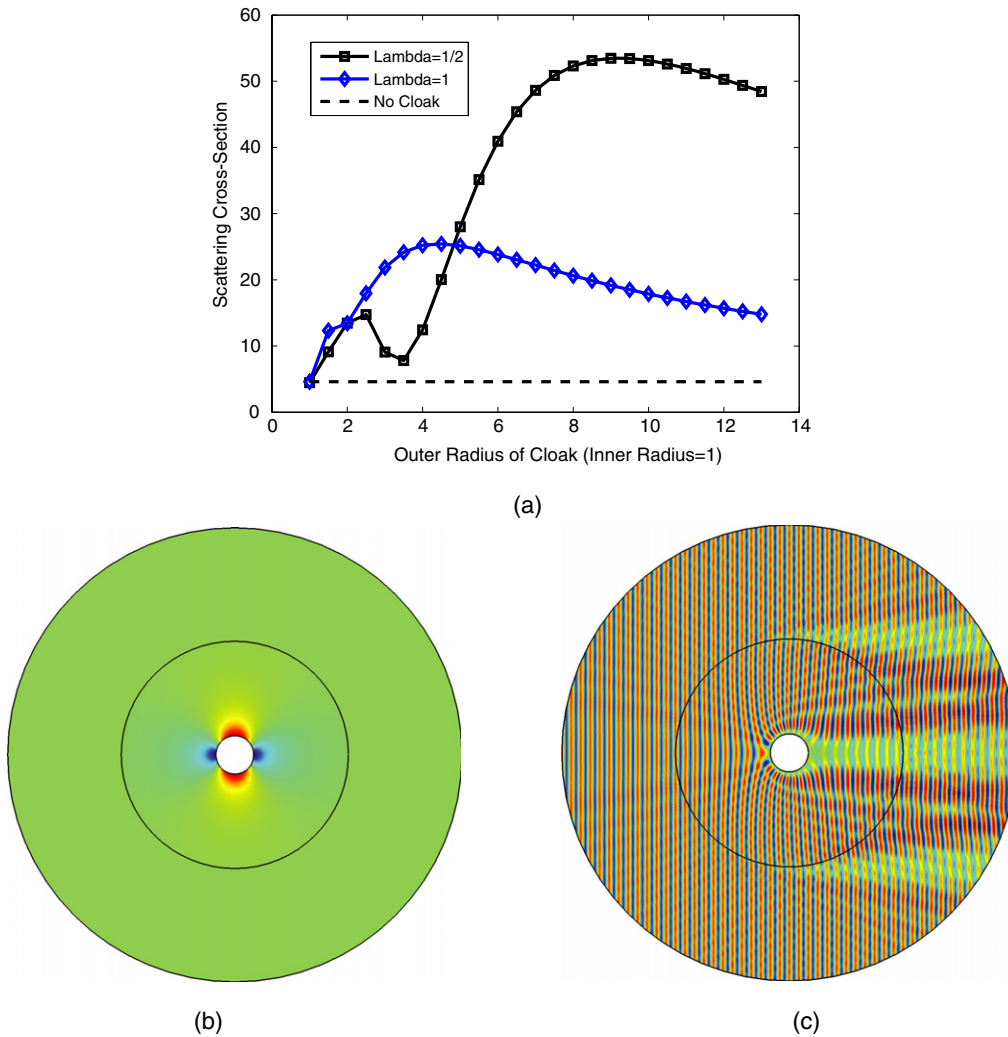 60
50
40
30
20
10
0
Scattering Cross-Section
Lambda=1/2
Lambda=1
No Cloak
0 2 4 6 8 10 12 14
Outer Radius of Cloak (Inner Radius=1)
(a)
(b) (c)